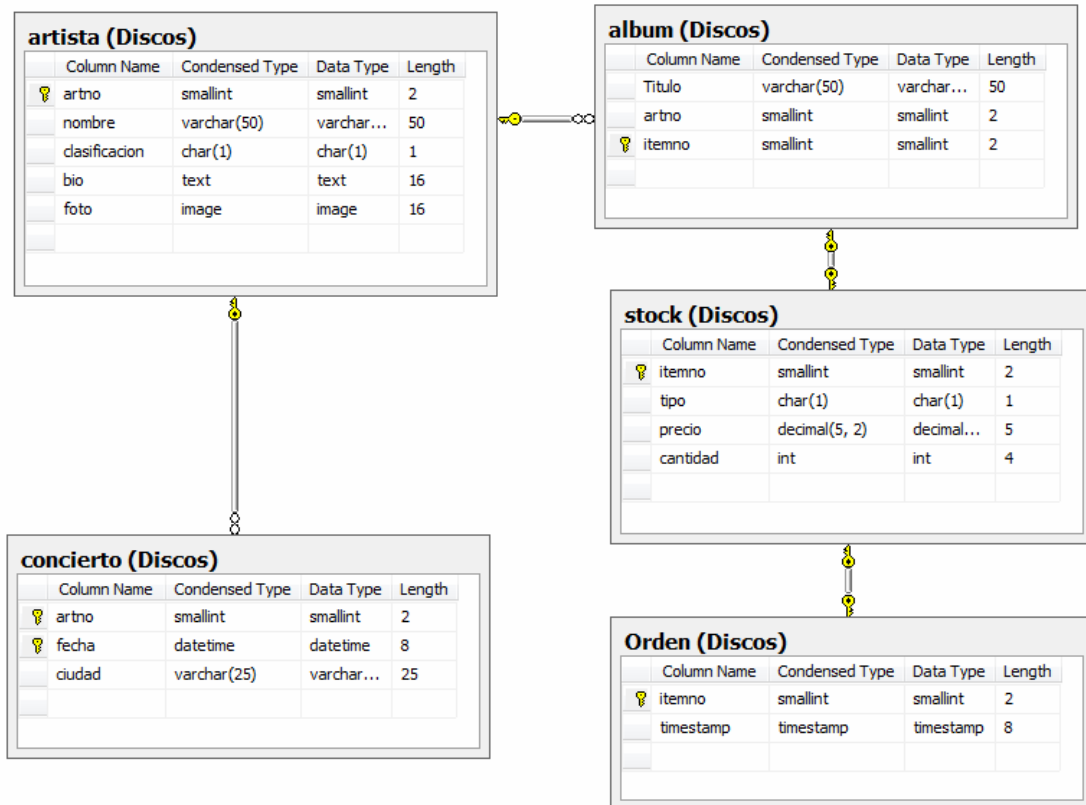 artista (Discos)
Column Name Condensed Type Data Type Length
artno smallint smallint 2
nombre varchar(50) varchar... 50
clasificacion char(1) char(1) 1
bio text text 16
foto image image 16
album (Discos)
Column Name Condensed Type Data Type Length
Titulo varchar(50) varchar... 50
artno smallint smallint 2
itemno smallint smallint 2
stock (Discos)
Column Name Condensed Type Data Type Length
itemno smallint smallint 2
tipo char(1) char(1) 1
precio decimal(5, 2) decimal... 5
cantidad int int 4
concierto (Discos)
Column Name Condensed Type Data Type Length
artno smallint smallint 2
fecha datetime datetime 8
ciudad varchar(25) varchar... 25
Orden (Discos)
Column Name Condensed Type Data Type Length
itemno smallint smallint 2
timestamp timestamp timestamp 8